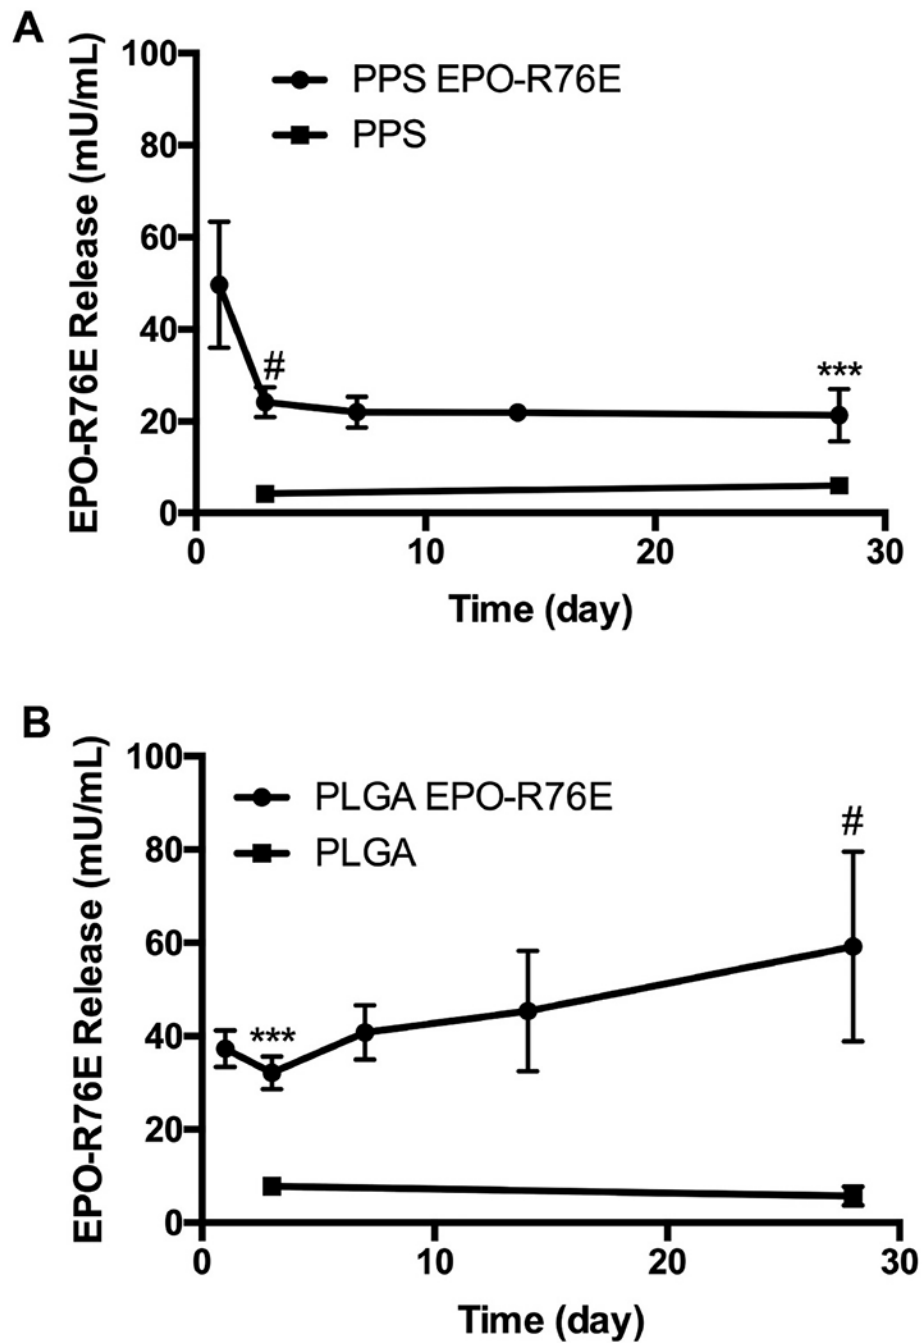 A
EPO-R76E Release (mU/mL)
100
80
60
40
20
0
PPS EPO-R76E
PPS
#
***
0 10 20 30
Time (day)
B
EPO-R76E Release (mU/mL)
100
80
60
40
20
0
PLGA EPO-R76E
PLGA
***
#
0 10 20 30
Time (day)